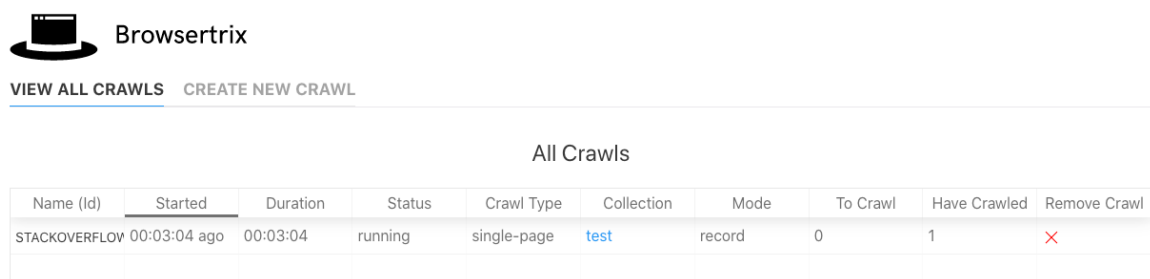 Browsertrix
VIEW ALL CRAWLS CREATE NEW CRAWL
All Crawls
Name (Id) Started Duration Status Crawl Type Collection Mode To Crawl Have Crawled Remove Crawl
STACKOVERFLOW 00:03:04 ago 00:03:04 running single-page test record 0 1